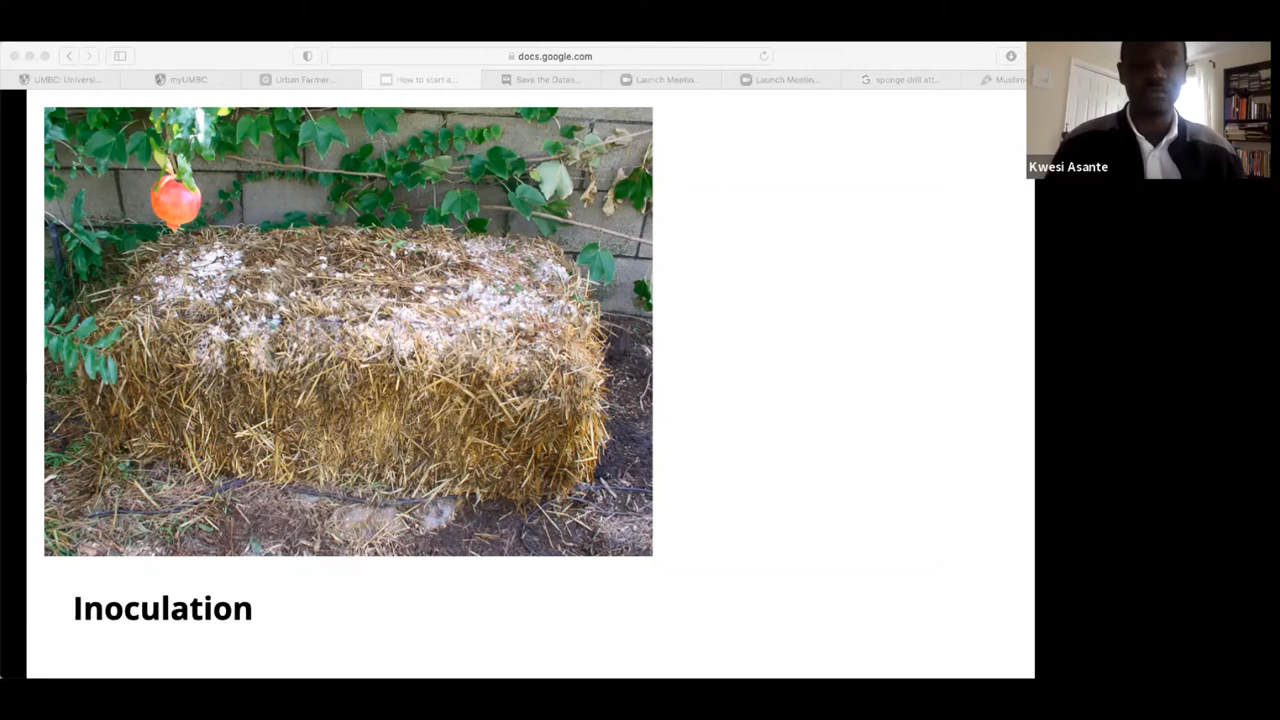 docs.google.com
UMBC: Universi...
myUMBC
Urban Farmer...
How to start a...
Save the Dates...
Launch Meetin...
Launch Meetin...
sponge drill att...
Mushro
Kwesi Asante
Inoculation